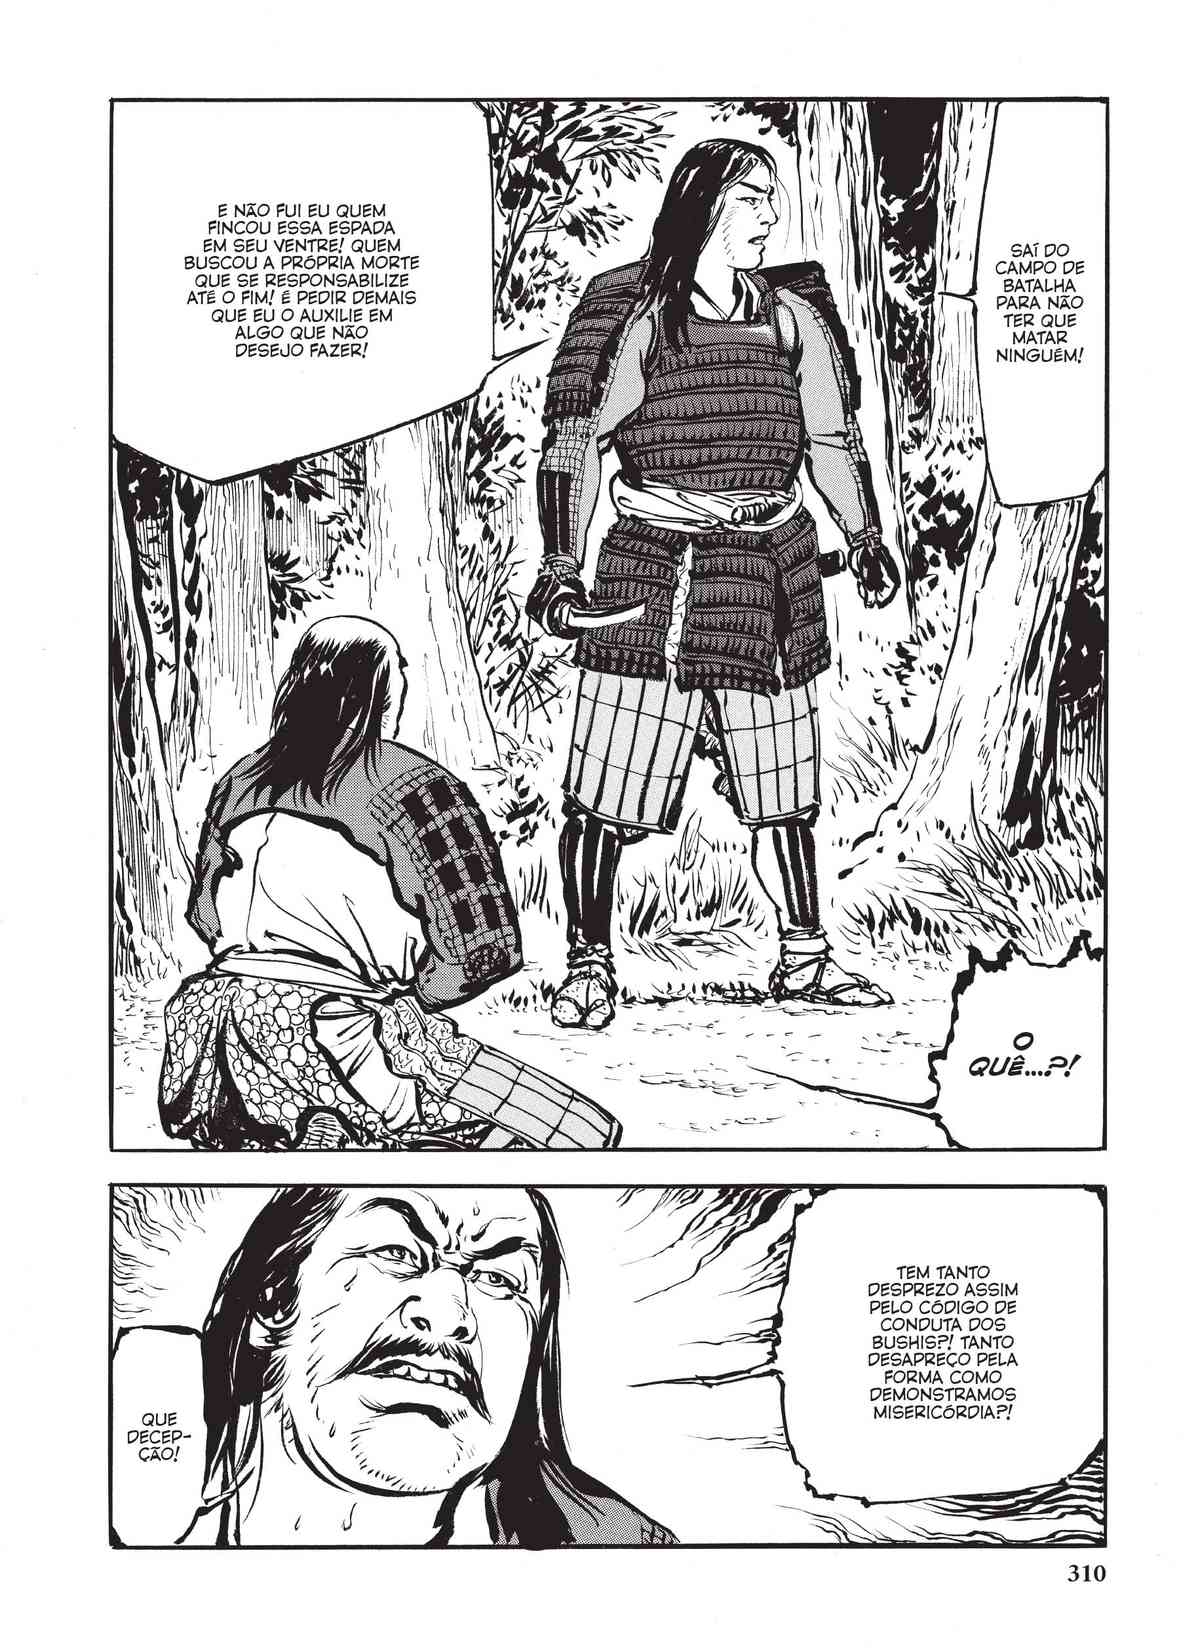 SAÍ DO
CAMPO DE
BATALHA
PARA NÃO
TER QUE
MATAR
NINGUÉM!
E NÃO FUI EU QUEM
FINCOU ESSA ESPADA
EM SEU VENTRE! QUEM
BUSCOU A PRÓPRIA MORTE
QUE SE RESPONSABILIZE
ATÉ O FIM! É PEDIR DEMAIS
QUE EU O AUXILIE EM
ALGO QUE NÃO
DESEJO FAZER!
O
QUÊ....?!
TEM TANTO
DESPREZO ASSIM
PELO CÓDIGO DE
CONDUTA DOS
BUSHIS?! TANTO
DESAPREÇO PELA
FORMA COMO
DEMONSTRAMOS
MISERICÓRDIA?!
QUE
DECEP-
ÇÃO!
310